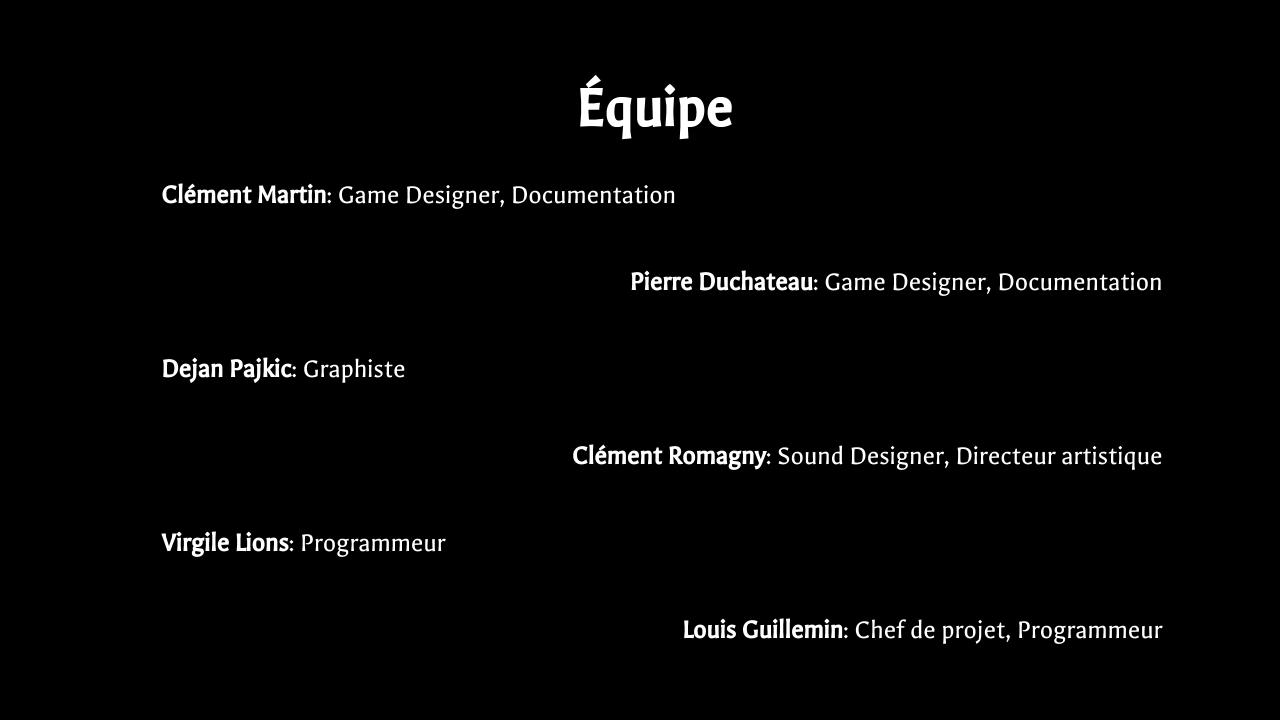 Équipe
Clément Martin: Game Designer, Documentation
Pierre Duchateau: Game Designer, Documentation
Dejan Pajkic: Graphiste
Clément Romagny: Sound Designer, Directeur artistique
Virgile Lions: Programmeur
Louis Guillemin: Chef de projet, Programmeur